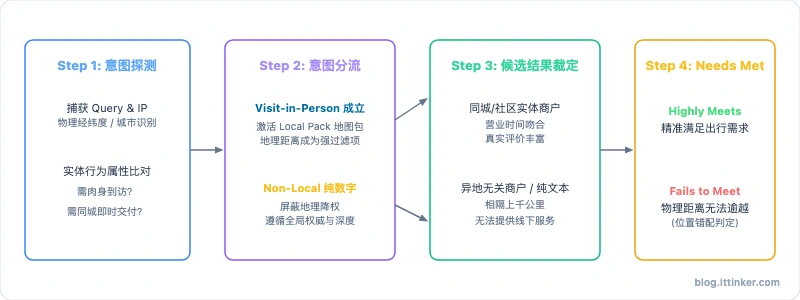 Step 1: 意图探测
捕获 Query & IP
物理经纬度 / 城市识别
实体行为属性比对
需肉身到访?
需同城即时交付?
Step 2: 意图分流
Visit-in-Person 成立
激活 Local Pack 地图包
地理距离成为强过滤项
Non-Local 纯数字
屏蔽地理降权
遵循全局权威与深度
Step 3: 候选结果裁定
同城/社区实体商户
营业时间吻合
真实评价丰富
异地无关商户 / 纯文本
相隔上千公里
无法提供线下服务
Step 4: Needs Met
Highly Meets
精准满足出行需求
Fails to Meet
物理距离无法逾越
(位置错配判定)
blog.ittinker.com